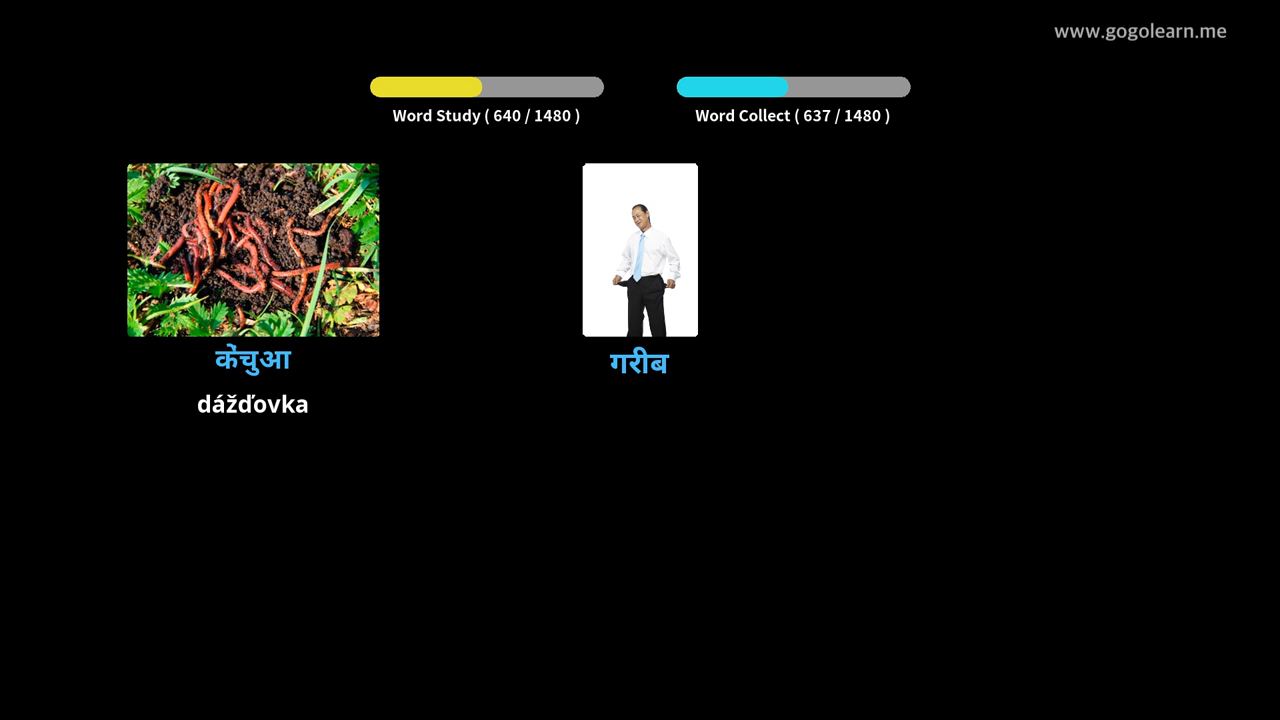 www.gogolearn.me
Word Study ( 640 / 1480 )
Word Collect ( 637 / 1480 )
केंचुआ
गरीब
dážďovka